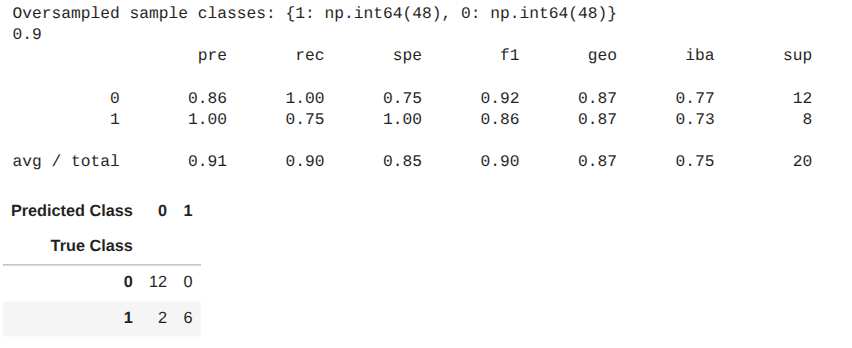 Oversampled sample classes: {1: np.int64(48), 0: np.int64(48)}
0.9
pre rec spe f1 geo iba sup
0 0.86 1.00 0.75 0.92 0.87 0.77 12
1 1.00 0.75 1.00 0.86 0.87 0.73 8
avg / total 0.91 0.90 0.85 0.90 0.87 0.75 20
Predicted Class 0 1
True Class
0 12 0
1 2 6